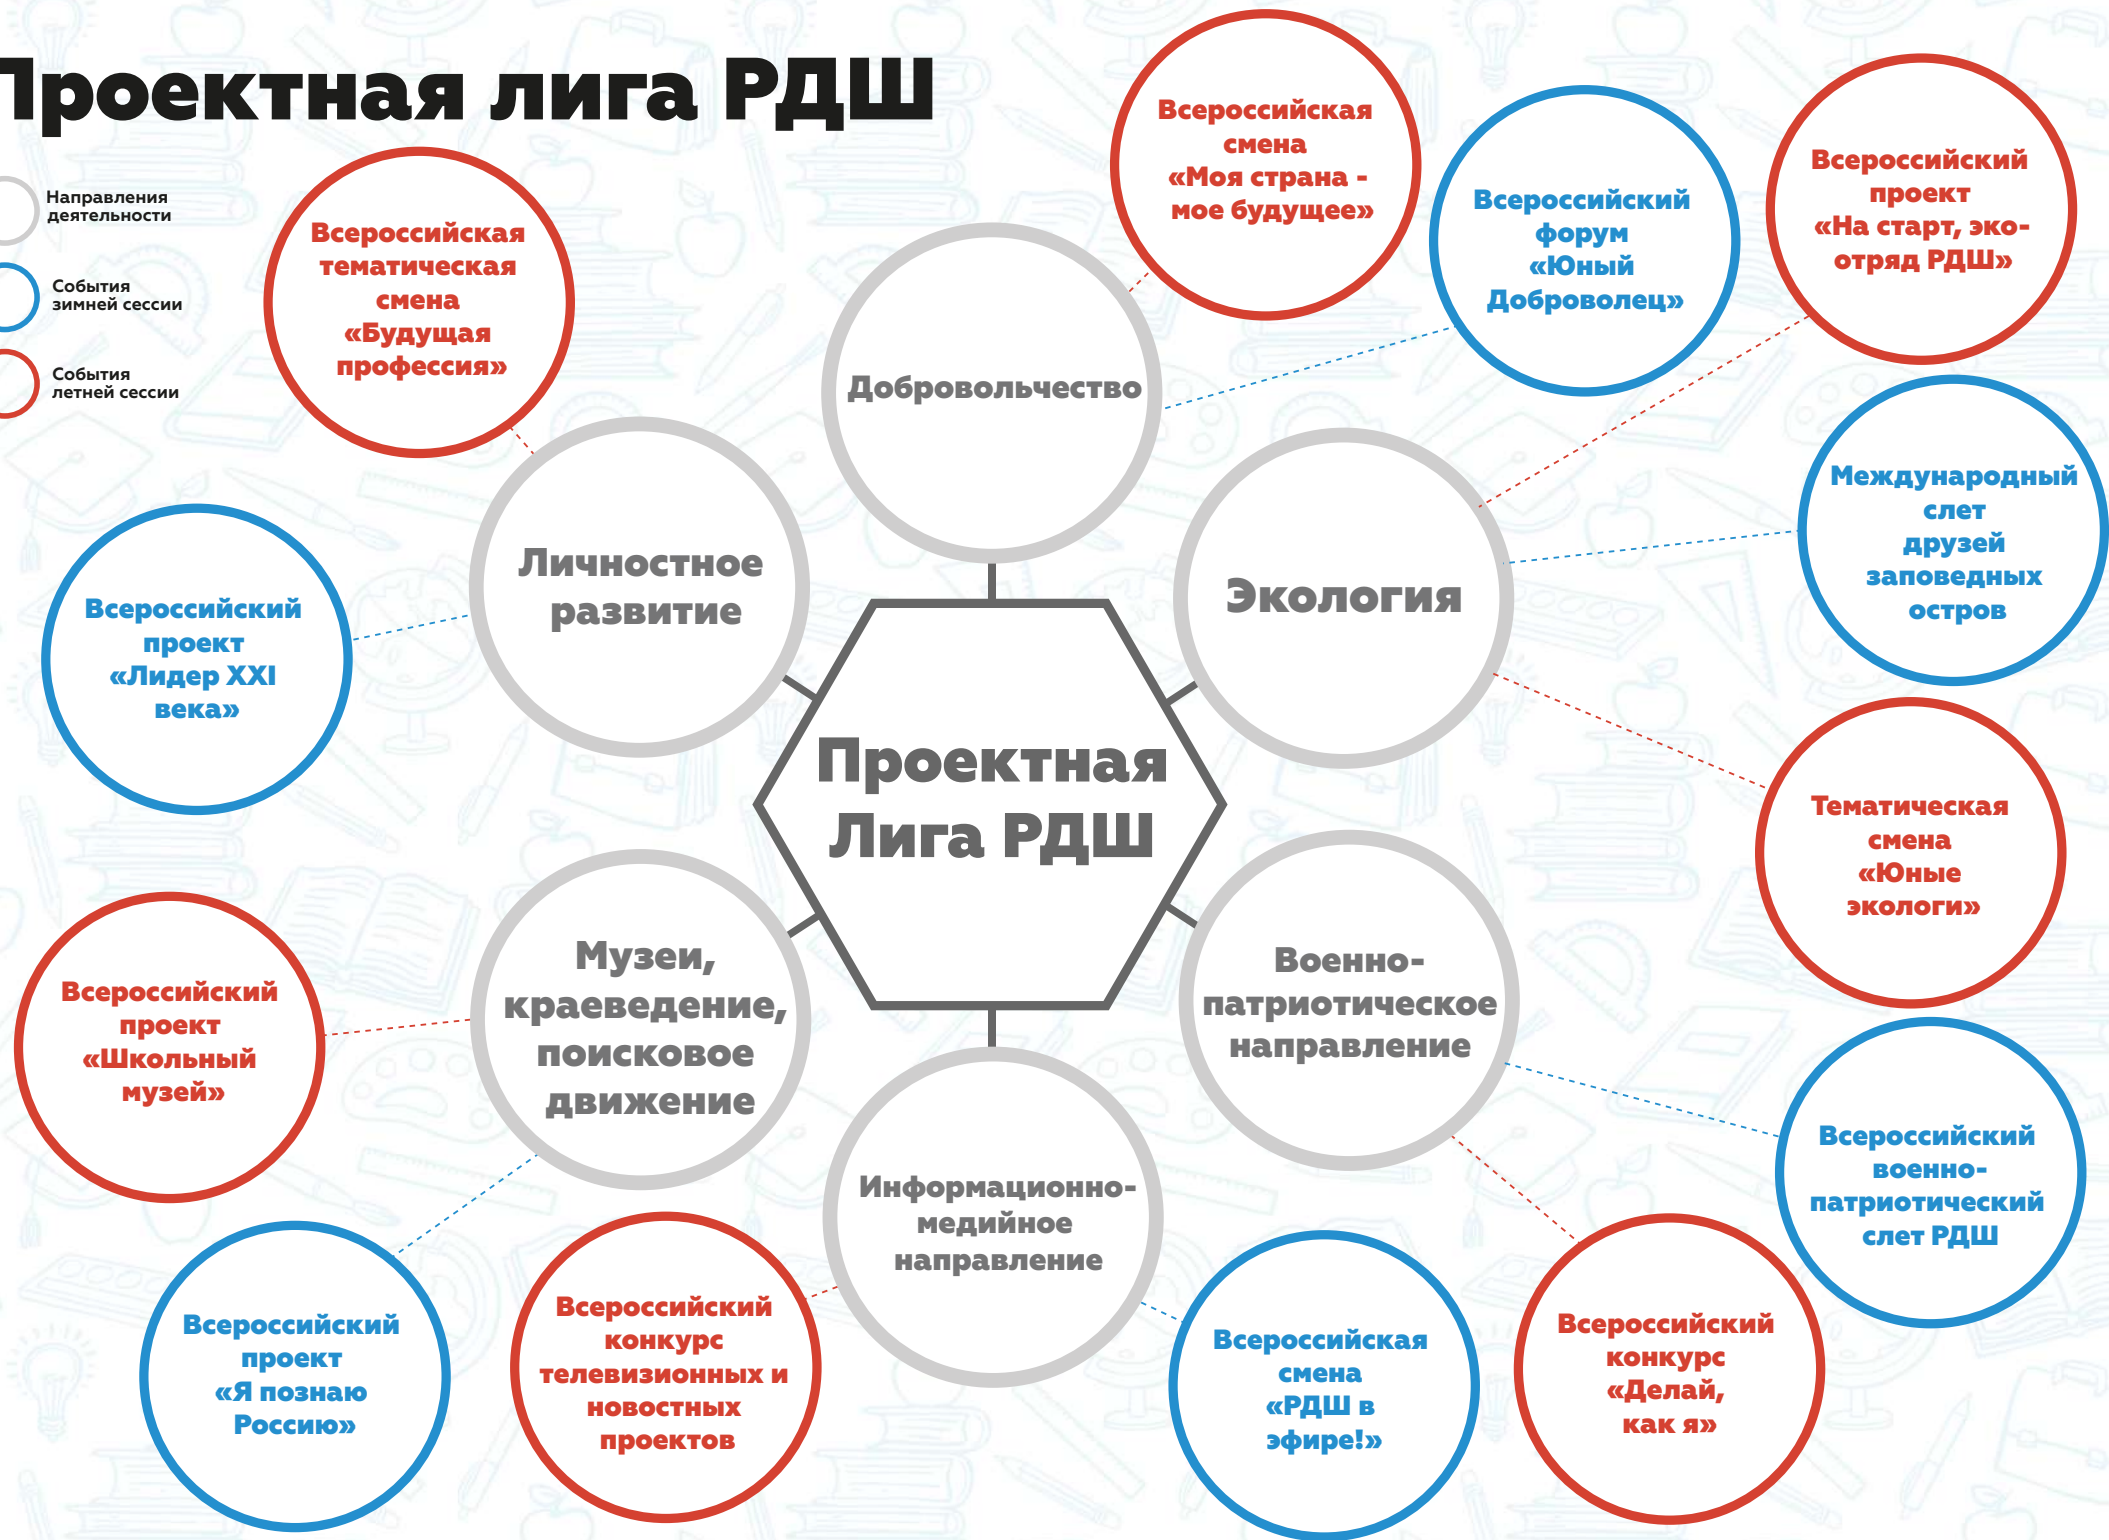 Проектная лига РДШ
Направления
деятельности
События
зимней сессии
События
летней сессии
Всероссийская
тематическая
смена
«Будущая
профессия»
Всероссийская
смена
«Моя страна -
мое будущее»
Всероссийский
форум
«Юный
Доброволец»
Всероссийский
проект
«На старт, эко-
отряд РДШ»
Добровольчество
Международный
слет
друзей
заповедных
остров
Личностное
развитие
Экология
Всероссийский
проект
«Лидер XXI
века»
Проектная
Лига РДШ
Тематическая
смена
«Юные
экологи»
Музеи,
краеведение,
поисковое
движение
Военно-
патриотическое
направление
Всероссийский
проект
«Школьный
музей»
Всероссийский
военно-
патриотический
слет РДШ
Информационно-
медийное
направление
Всероссийский
проект
«Я познаю
Россию»
Всероссийский
конкурс
телевизионных и
новостных
проектов
Всероссийская
смена
«РДШ в
эфире!»
Всероссийский
конкурс
«Делай,
как я»